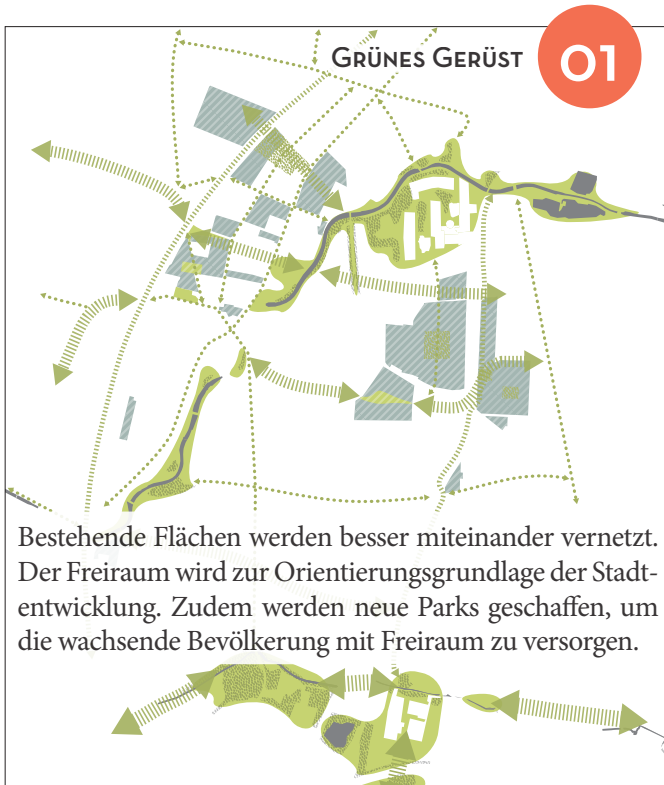 GRÜNES GERÜST
01
Bestehende Flächen werden besser miteinander vernetzt.
Der Freiraum wird zur Orientierungsgrundlage der Stadt-
entwicklung. Zudem werden neue Parks geschaffen, um
die wachsende Bevölkerung mit Freiraum zu versorgen.